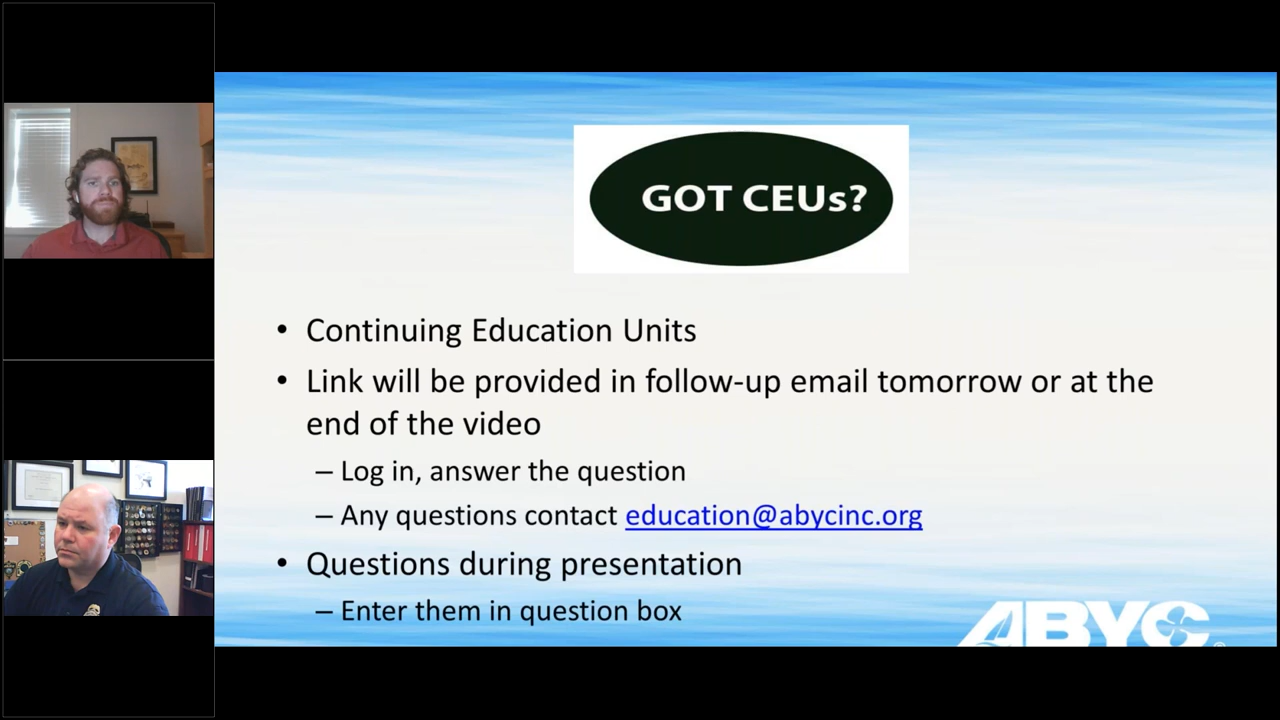 GOT CEUs?
• Continuing Education Units
• Link will be provided in follow-up email tomorrow or at the
end of the video
– Log in, answer the question
– Any questions contact education@abycinc.org
• Questions during presentation
– Enter them in question box
ABYC